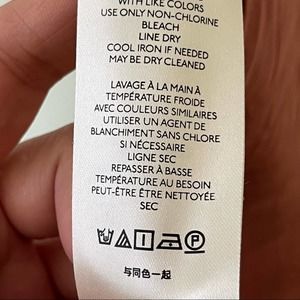 WITH LIKE COLORS
USE ONLY NON-CHLORINE
BLEACH
LINE DRY
COOL IRON IF NEEDED
MAY BE DRY CLEANED
LAVAGE À LA MAIN À
TEMPÉRATURE FROIDE
AVEC COULEURS SIMILAIRES
UTILISER UN AGENT DE
BLANCHIMENT SANS CHLORE
SI NÉCESSAIRE
LIGNE SEC
REPASSER À BASSE
TEMPÉRATURE AU BESOIN
PEUT-ÊTRE ÊTRE NETTOYÉE
SEC
P
与同色一起